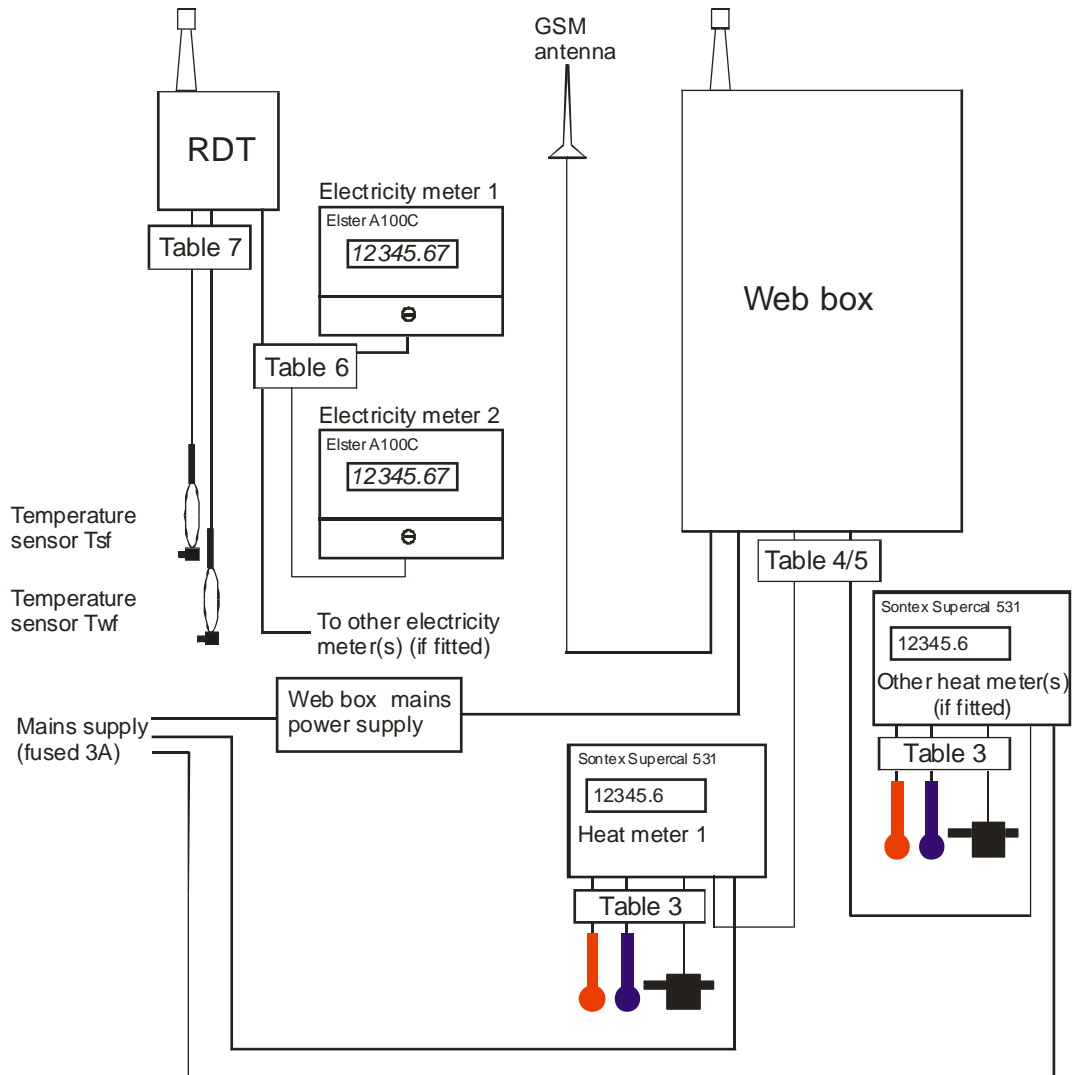 GSM
antenna
RDT
Table 7
Electricity meter 1
Elster A100C
12345.67
Table 6
Electricity meter 2
Elster A100C
12345.67
Web box
Temperature
sensor Tsf
Temperature
sensor Twf
To other electricity
meter(s) (if fitted)
Table 4/5
Sontex Supercal 531
12345.6
Other heat meter(s)
(if fitted)
Table 3
Mains supply
(fused 3A)
Web box mains
power supply
Sontex Supercal 531
12345.6
Heat meter 1
Table 3